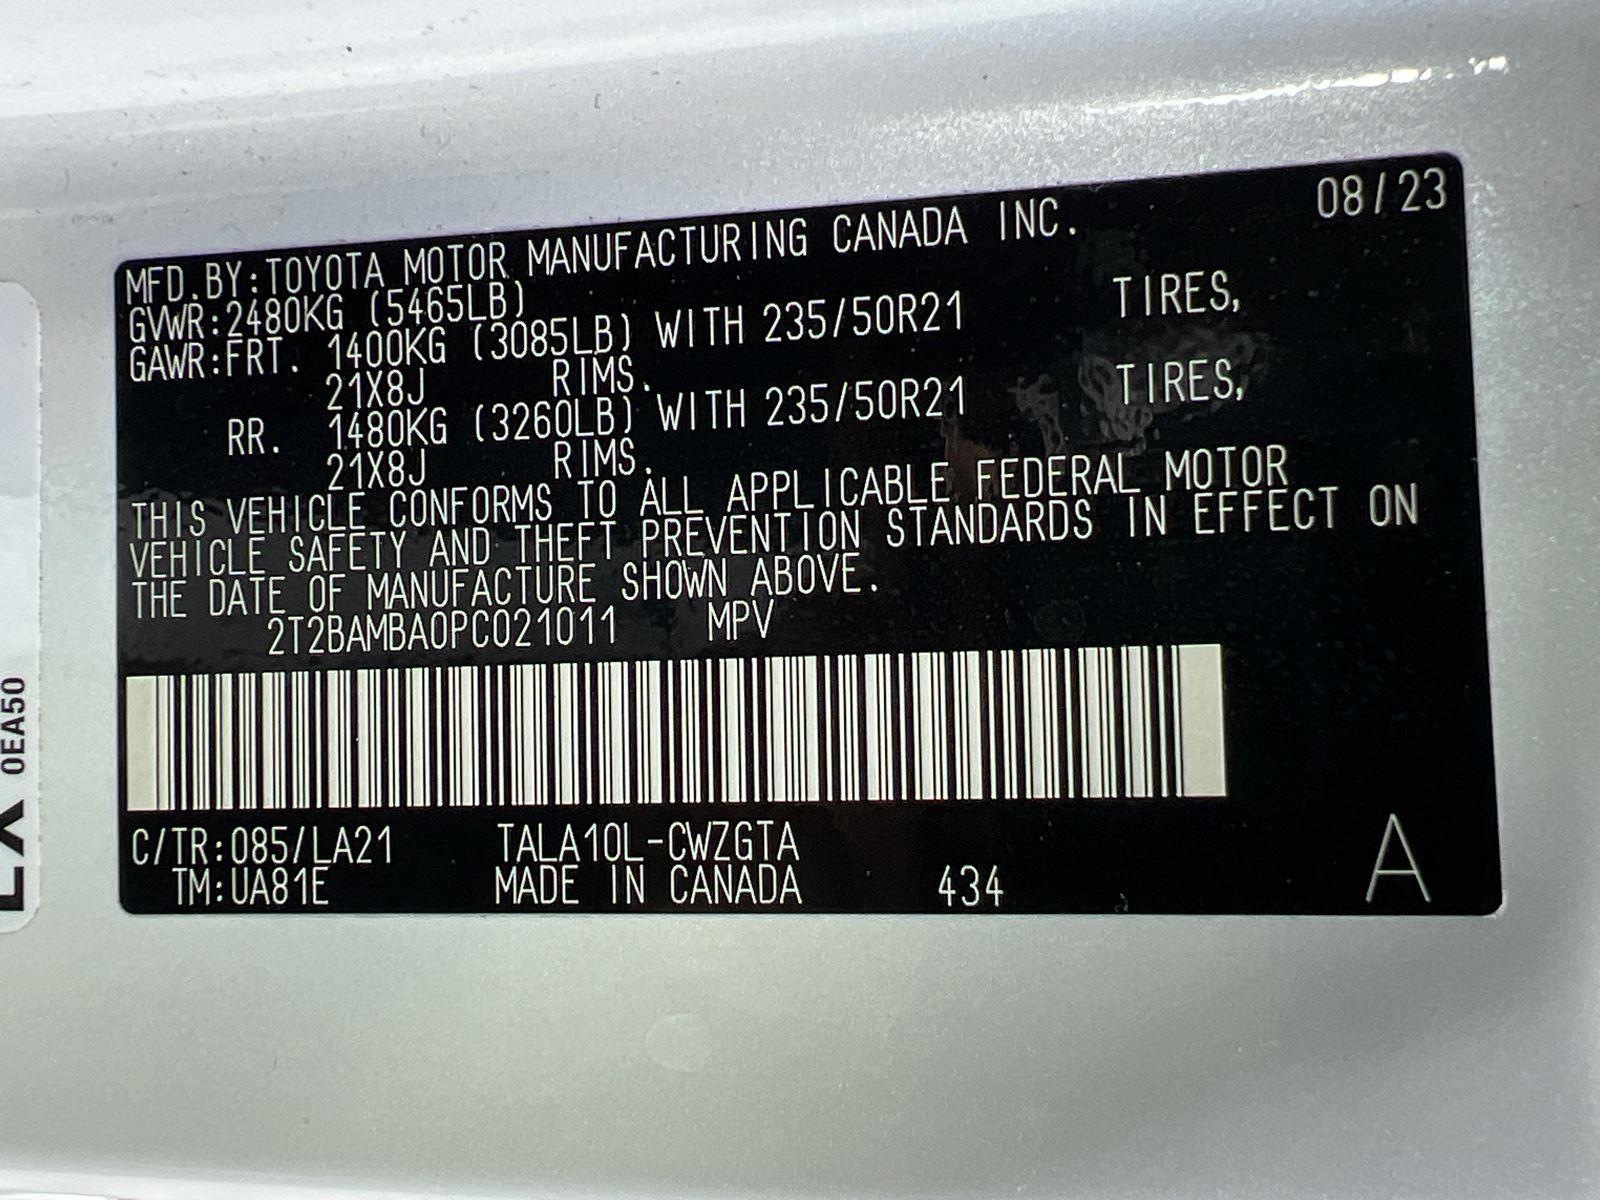 08/23
MFD.BY:TOYOTA MOTOR MANUFACTURING CANADA INC.
GVWR:2480KG (5465LB)
GAWR:FRT. 1400KG (3085LB) WITH 235/50R21 TIRES,
21X8J RIMS.
RR. 1480KG (3260LB) WITH 235/50R21 TIRES,
21X8J RIMS.
THIS VEHICLE CONFORMS TO ALL APPLICABLE FEDERAL MOTOR
VEHICLE SAFETY AND THEFT PREVENTION STANDARDS IN EFFECT ON
THE DATE OF MANUFACTURE SHOWN ABOVE.
2T2BAMBA0PC021011 MPV
C/TR:085/LA21 TALA10L-CWZGTA
TM:UA81E MADE IN CANADA 434 A
0EA50